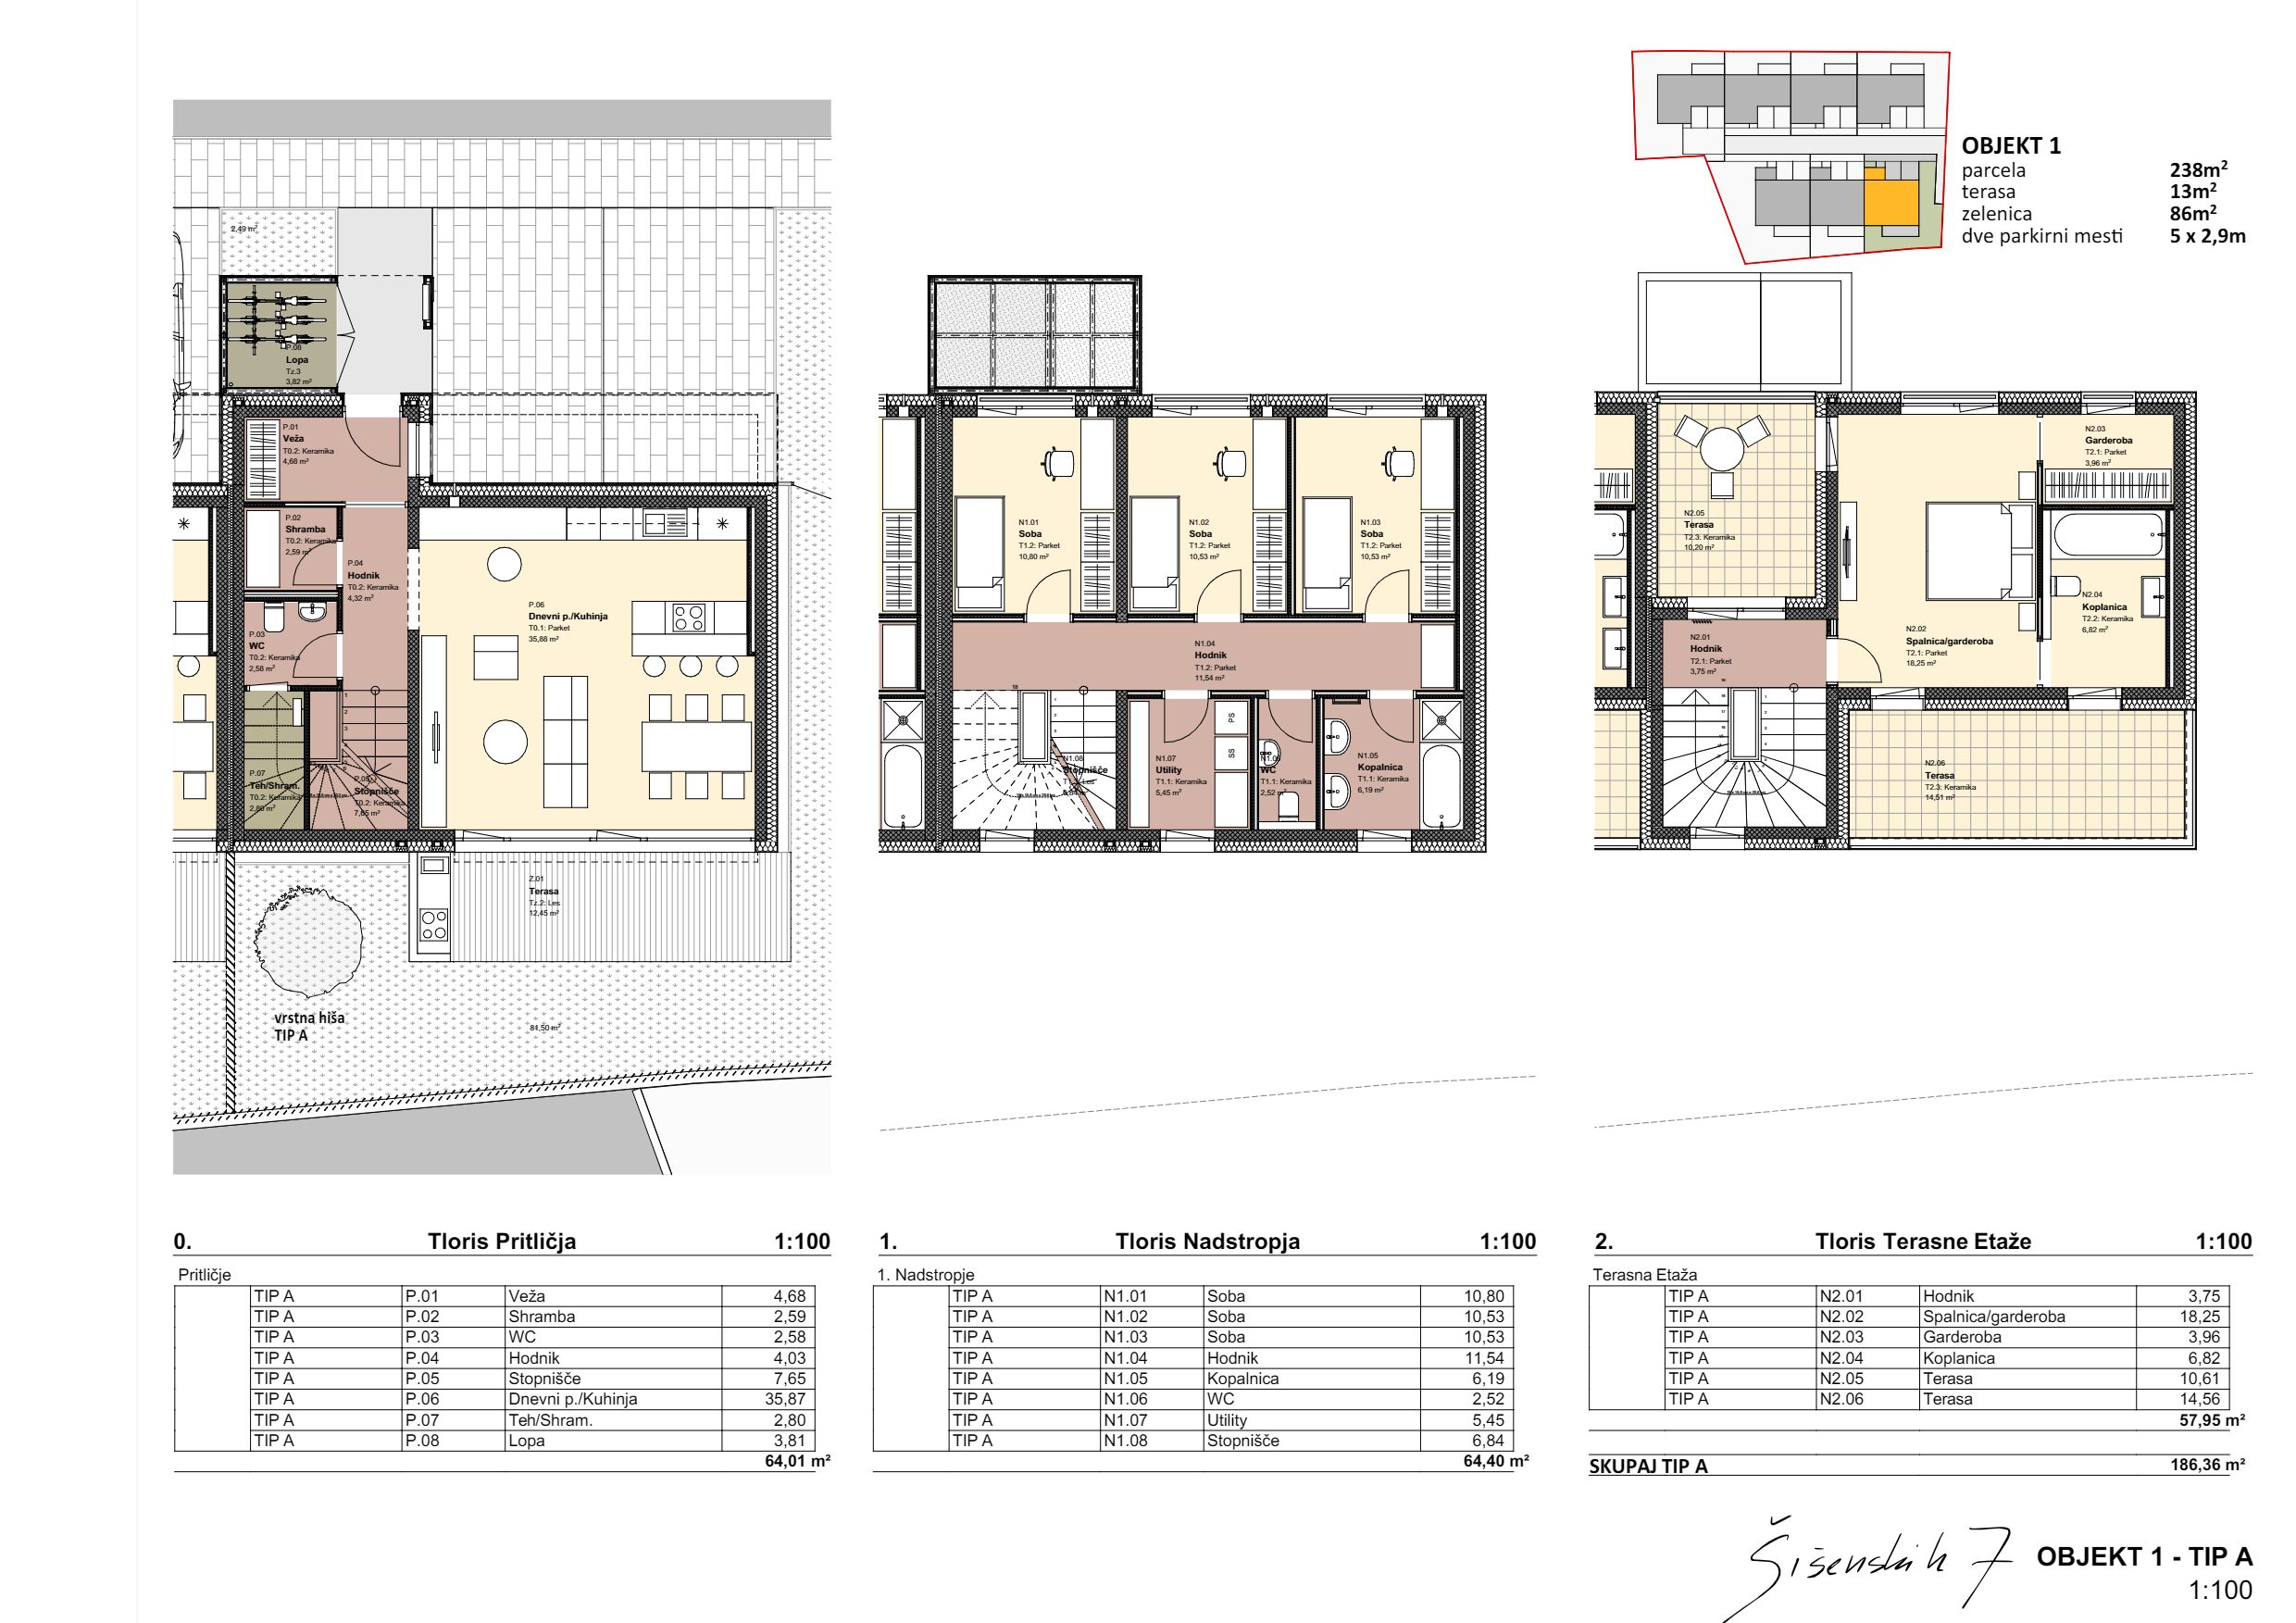 OBJEKT 1
parcela 238m²
terasa 13m²
zelenica 86m²
dve parkirni mesti 5 x 2,9m
2,49 m²
P.08
Lopa
Tz.3
3,82 m²
P.01
Veža
T0.2: Keramika
4,68 m²
P.02
Shramba
T0.2: Keramika
2,59 m²
P.04
Hodnik
T0.2: Keramika
4,32 m²
P.03
WC
T0.2: Keramika
2,58 m²
P.06
Dnevni p./Kuhinja
T0.1: Parket
35,88 m²
P.07
Teh/Shram.
T0.2: Keramika
2,80 m²
P.05
Stopnišče
T0.2: Keramika
7,65 m²
Z.01
Terasa
Tz.2: Les
12,45 m²
vrstna hiša
TIP A
81,50 m²
N1.01
Soba
T1.2: Parket
10,80 m²
N1.02
Soba
T1.2: Parket
10,53 m²
N1.03
Soba
T1.2: Parket
10,53 m²
N1.04
Hodnik
T1.2: Parket
11,54 m²
N1.08
Stopnišče
N1.07
Utility
T1.1: Keramika
5,45 m²
PS
SS
WC
T1.1: Keramika
2,52 m²
N1.05
Kopalnica
T1.1: Keramika
6,19 m²
N2.03
Garderoba
T2.1: Parket
3,96 m²
N2.05
Terasa
T2.3: Keramika
10,20 m²
N2.04
Koplanica
T2.2: Keramika
6,82 m²
N2.01
Hodnik
T2.1: Parket
3,75 m²
N2.02
Spalnica/garderoba
T2.1: Parket
18,25 m²
N2.06
Terasa
T2.3: Keramika
14,51 m²
0. Tloris Pritličja 1:100
Pritličje
TIP A P.01 Veža 4,68
TIP A P.02 Shramba 2,59
TIP A P.03 WC 2,58
TIP A P.04 Hodnik 4,03
TIP A P.05 Stopnišče 7,65
TIP A P.06 Dnevni p./Kuhinja 35,87
TIP A P.07 Teh/Shram. 2,80
TIP A P.08 Lopa 3,81
64,01 m²
1. Tloris Nadstropja 1:100
1. Nadstropje
TIP A N1.01 Soba 10,80
TIP A N1.02 Soba 10,53
TIP A N1.03 Soba 10,53
TIP A N1.04 Hodnik 11,54
TIP A N1.05 Kopalnica 6,19
TIP A N1.06 WC 2,52
TIP A N1.07 Utility 5,45
TIP A N1.08 Stopnišče 6,84
64,40 m²
2. Tloris Terasne Etaže 1:100
Terasna Etaža
TIP A N2.01 Hodnik 3,75
TIP A N2.02 Spalnica/garderoba 18,25
TIP A N2.03 Garderoba 3,96
TIP A N2.04 Koplanica 6,82
TIP A N2.05 Terasa 10,61
TIP A N2.06 Terasa 14,56
57,95 m²
SKUPAJ TIP A 186,36 m²
Šišenskih 7
OBJEKT 1 - TIP A
1:100